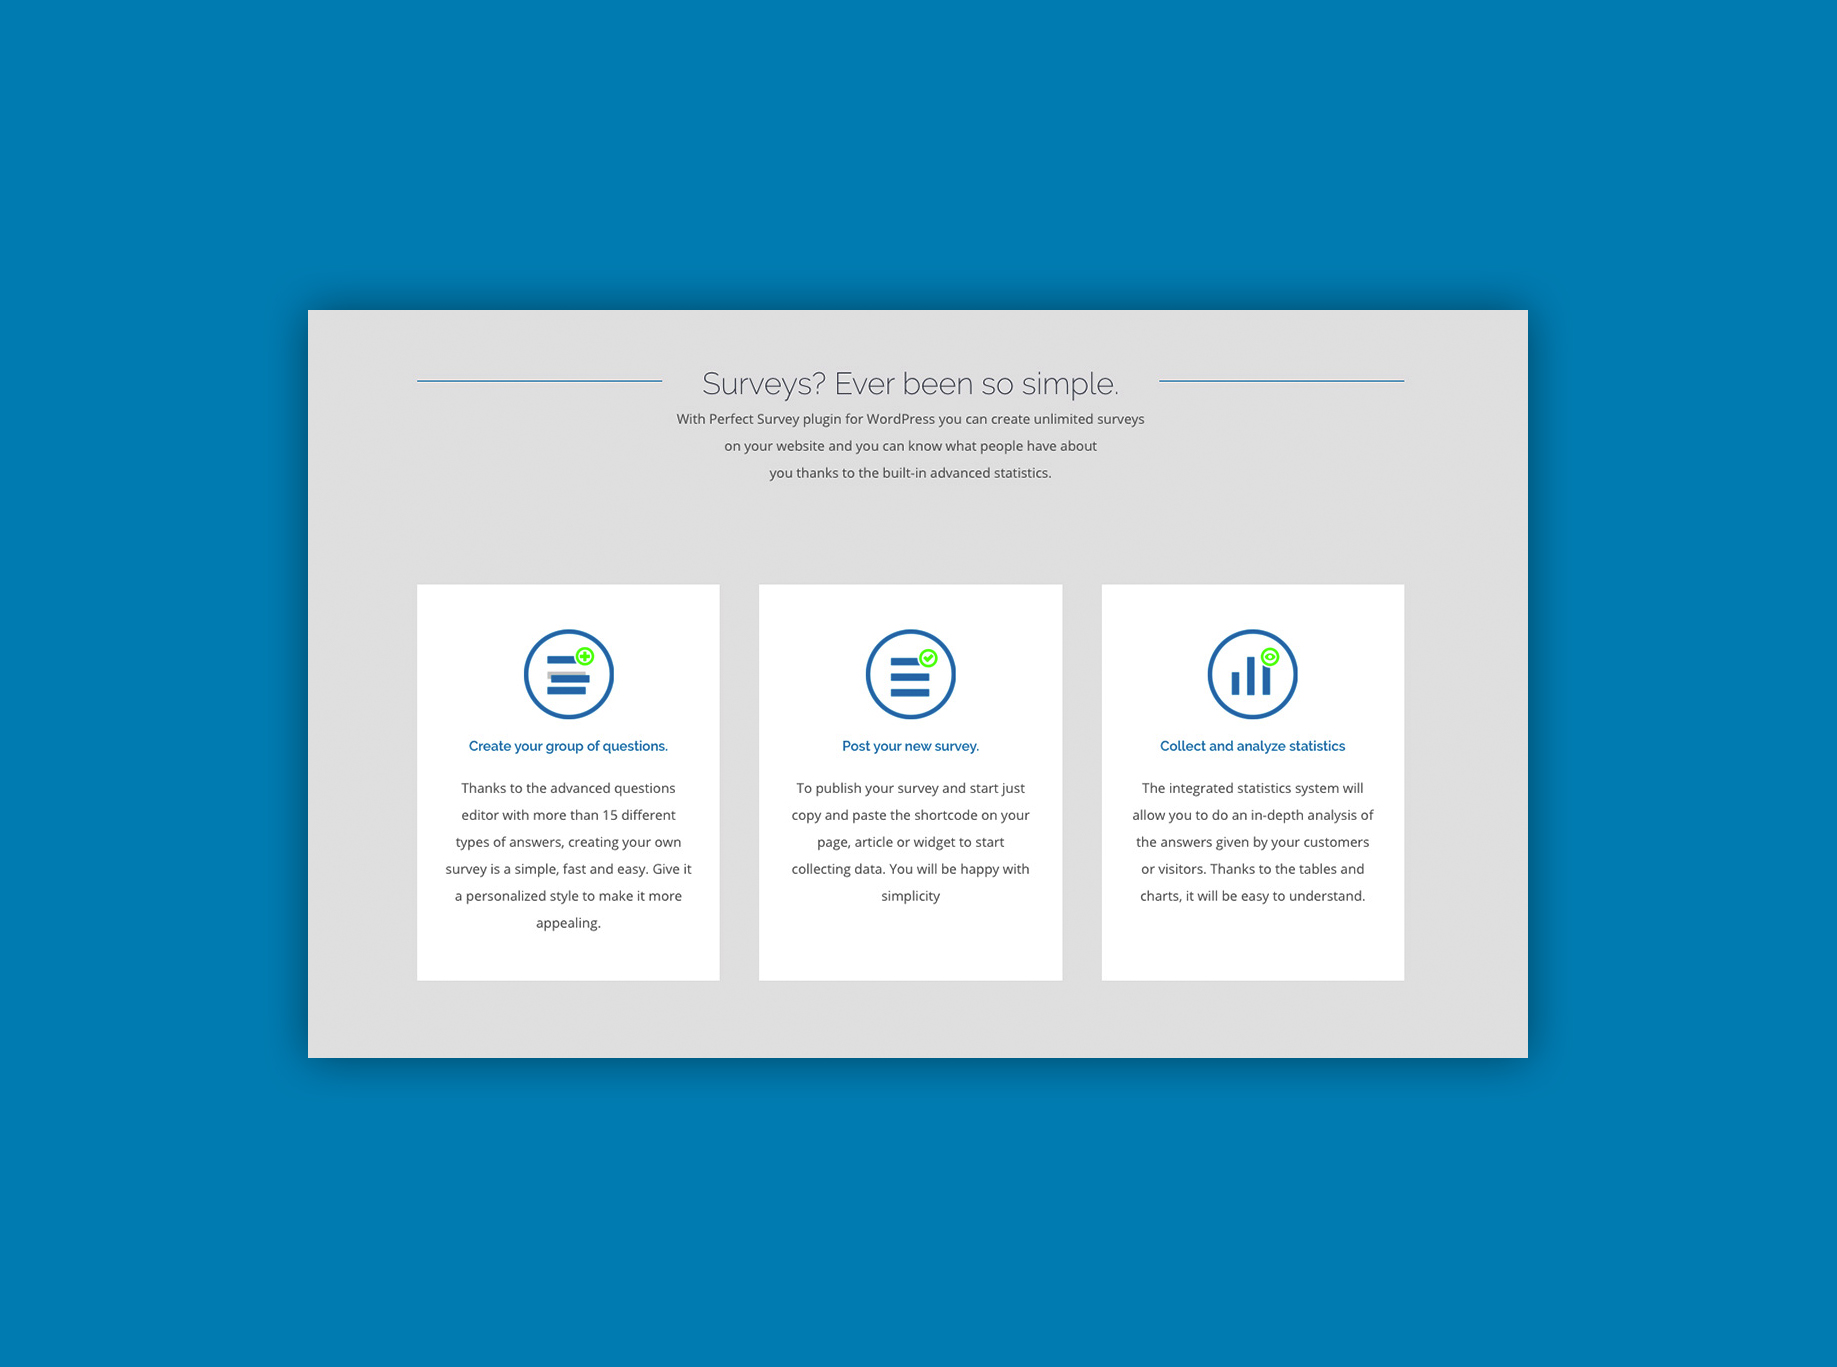 Surveys? Ever been so simple.
With Perfect Survey plugin for WordPress you can create unlimited surveys
on your website and you can know what people have about
you thanks to the built-in advanced statistics.
Create your group of questions.
Thanks to the advanced questions
editor with more than 15 different
types of answers, creating your own
survey is a simple, fast and easy. Give it
a personalized style to make it more
appealing.
Post your new survey.
To publish your survey and start just
copy and paste the shortcode on your
page, article or widget to start
collecting data. You will be happy with
simplicity
Collect and analyze statistics
The integrated statistics system will
allow you to do an in-depth analysis of
the answers given by your customers
or visitors. Thanks to the tables and
charts, it will be easy to understand.